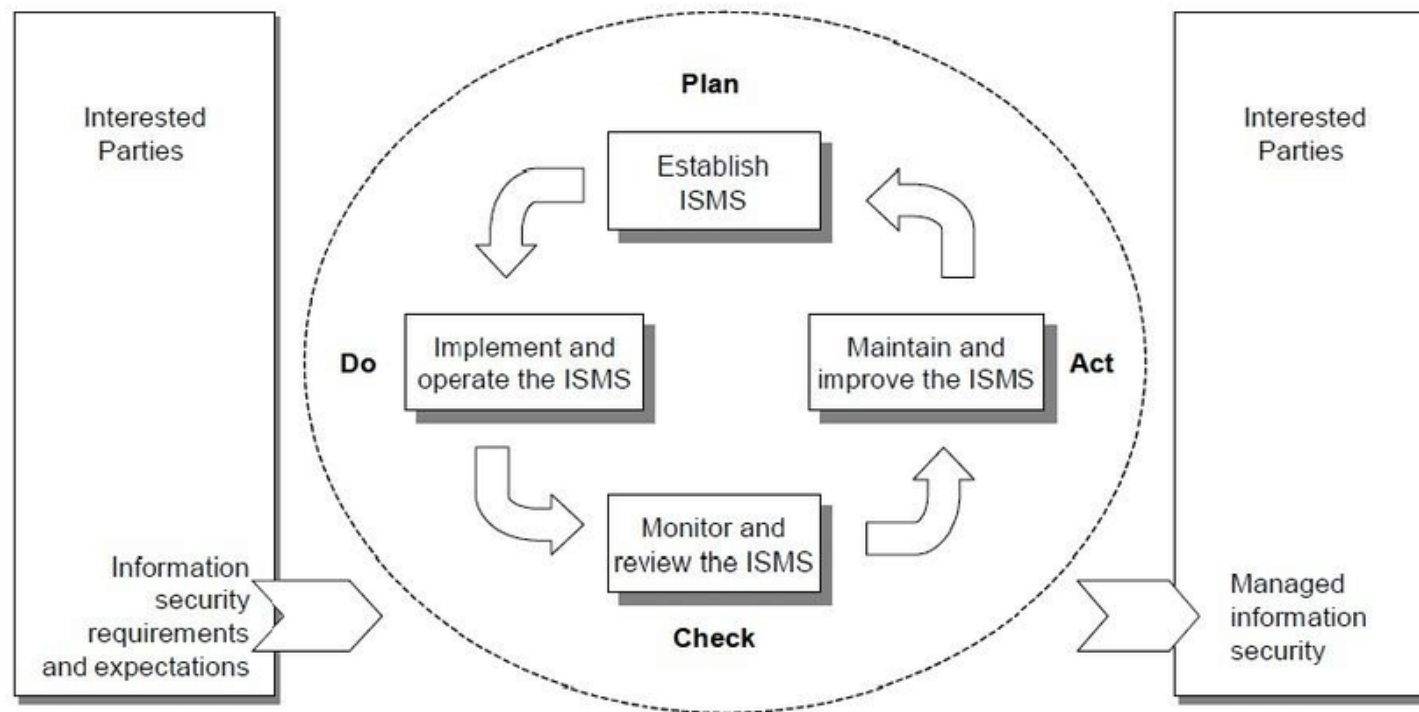 Interested
Parties
Information
security
requirements
and expectations
Plan
Establish
ISMS
Do
Implement and
operate the ISMS
Maintain and
improve the ISMS
Act
Monitor and
review the ISMS
Check
Interested
Parties
Managed
information
security